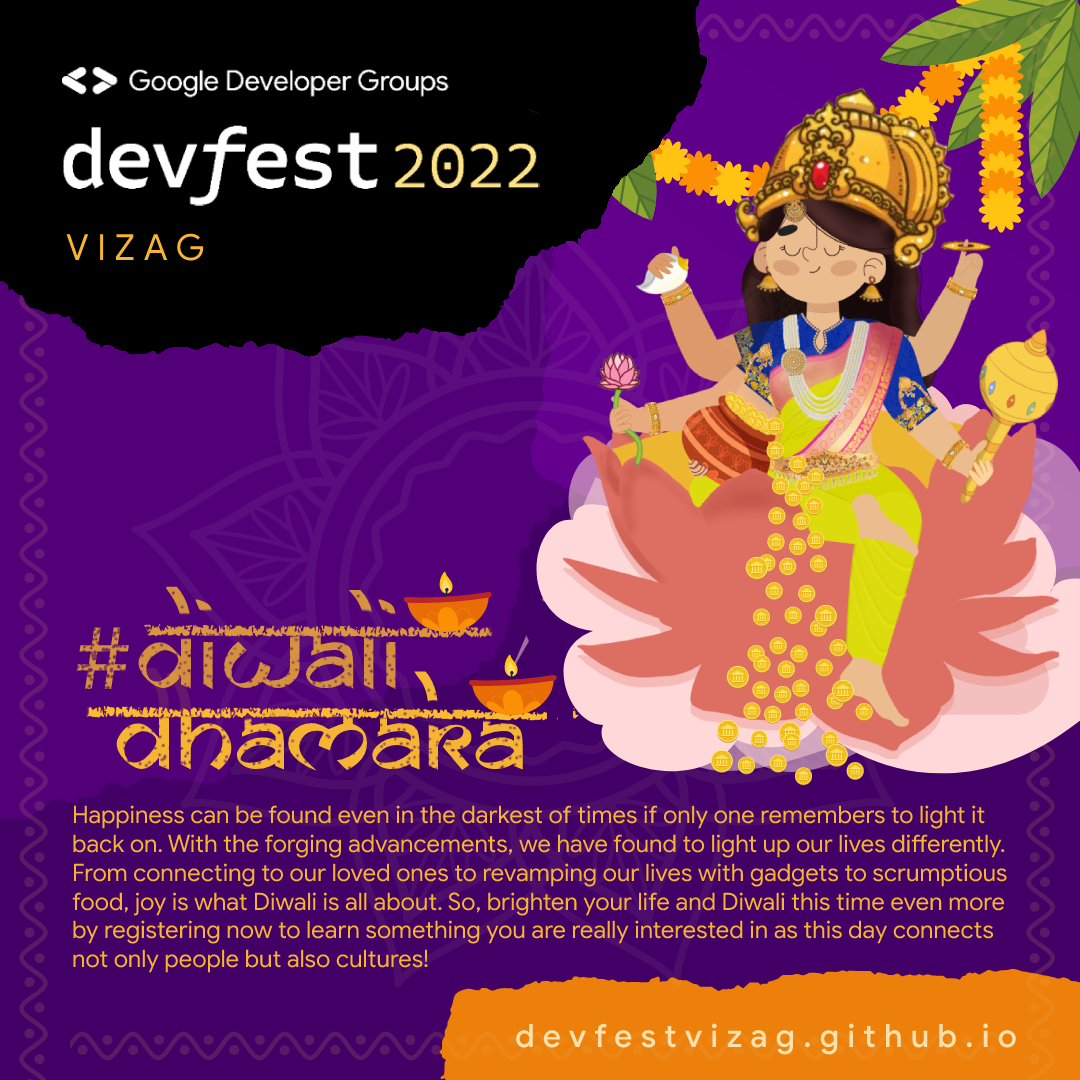 Google Developer Groups
devfest 2022
VIZAG
#diwali
dhamaka
Happiness can be found even in the darkest of times if only one remembers to light it
back on. With the forging advancements, we have found to light up our lives differently.
From connecting to our loved ones to revamping our lives with gadgets to scrumptious
food, joy is what Diwali is all about. So, brighten your life and Diwali this time even more
by registering now to learn something you are really interested in as this day connects
not only people but also cultures!
devfestvizag.github.io